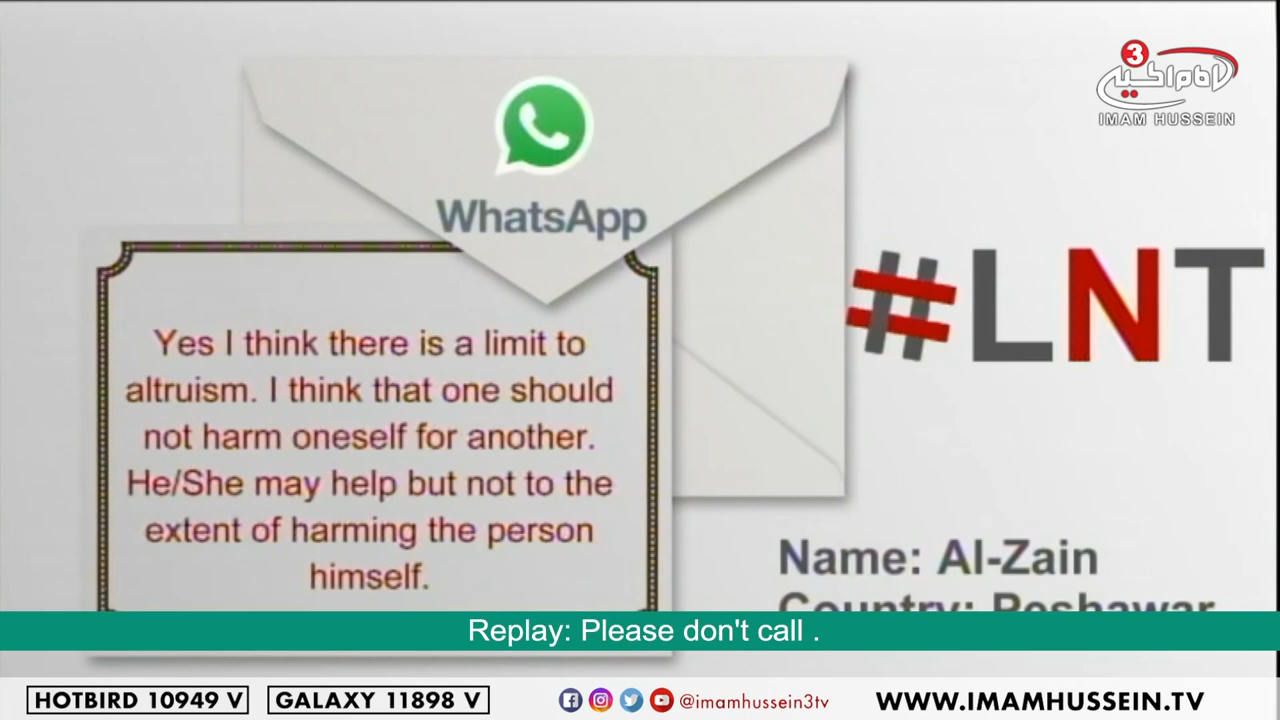 3
IMAM HUSSEIN
WhatsApp
#LNT
Yes I think there is a limit to
altruism. I think that one should
not harm oneself for another.
He/She may help but not to the
extent of harming the person
himself.
Name: Al-Zain
Country: Peshawar
Replay: Please don't call .
HOTBIRD 10949 V
GALAXY 11898 V
@imamhussein3tv
WWW.IMAMHUSSEIN.TV